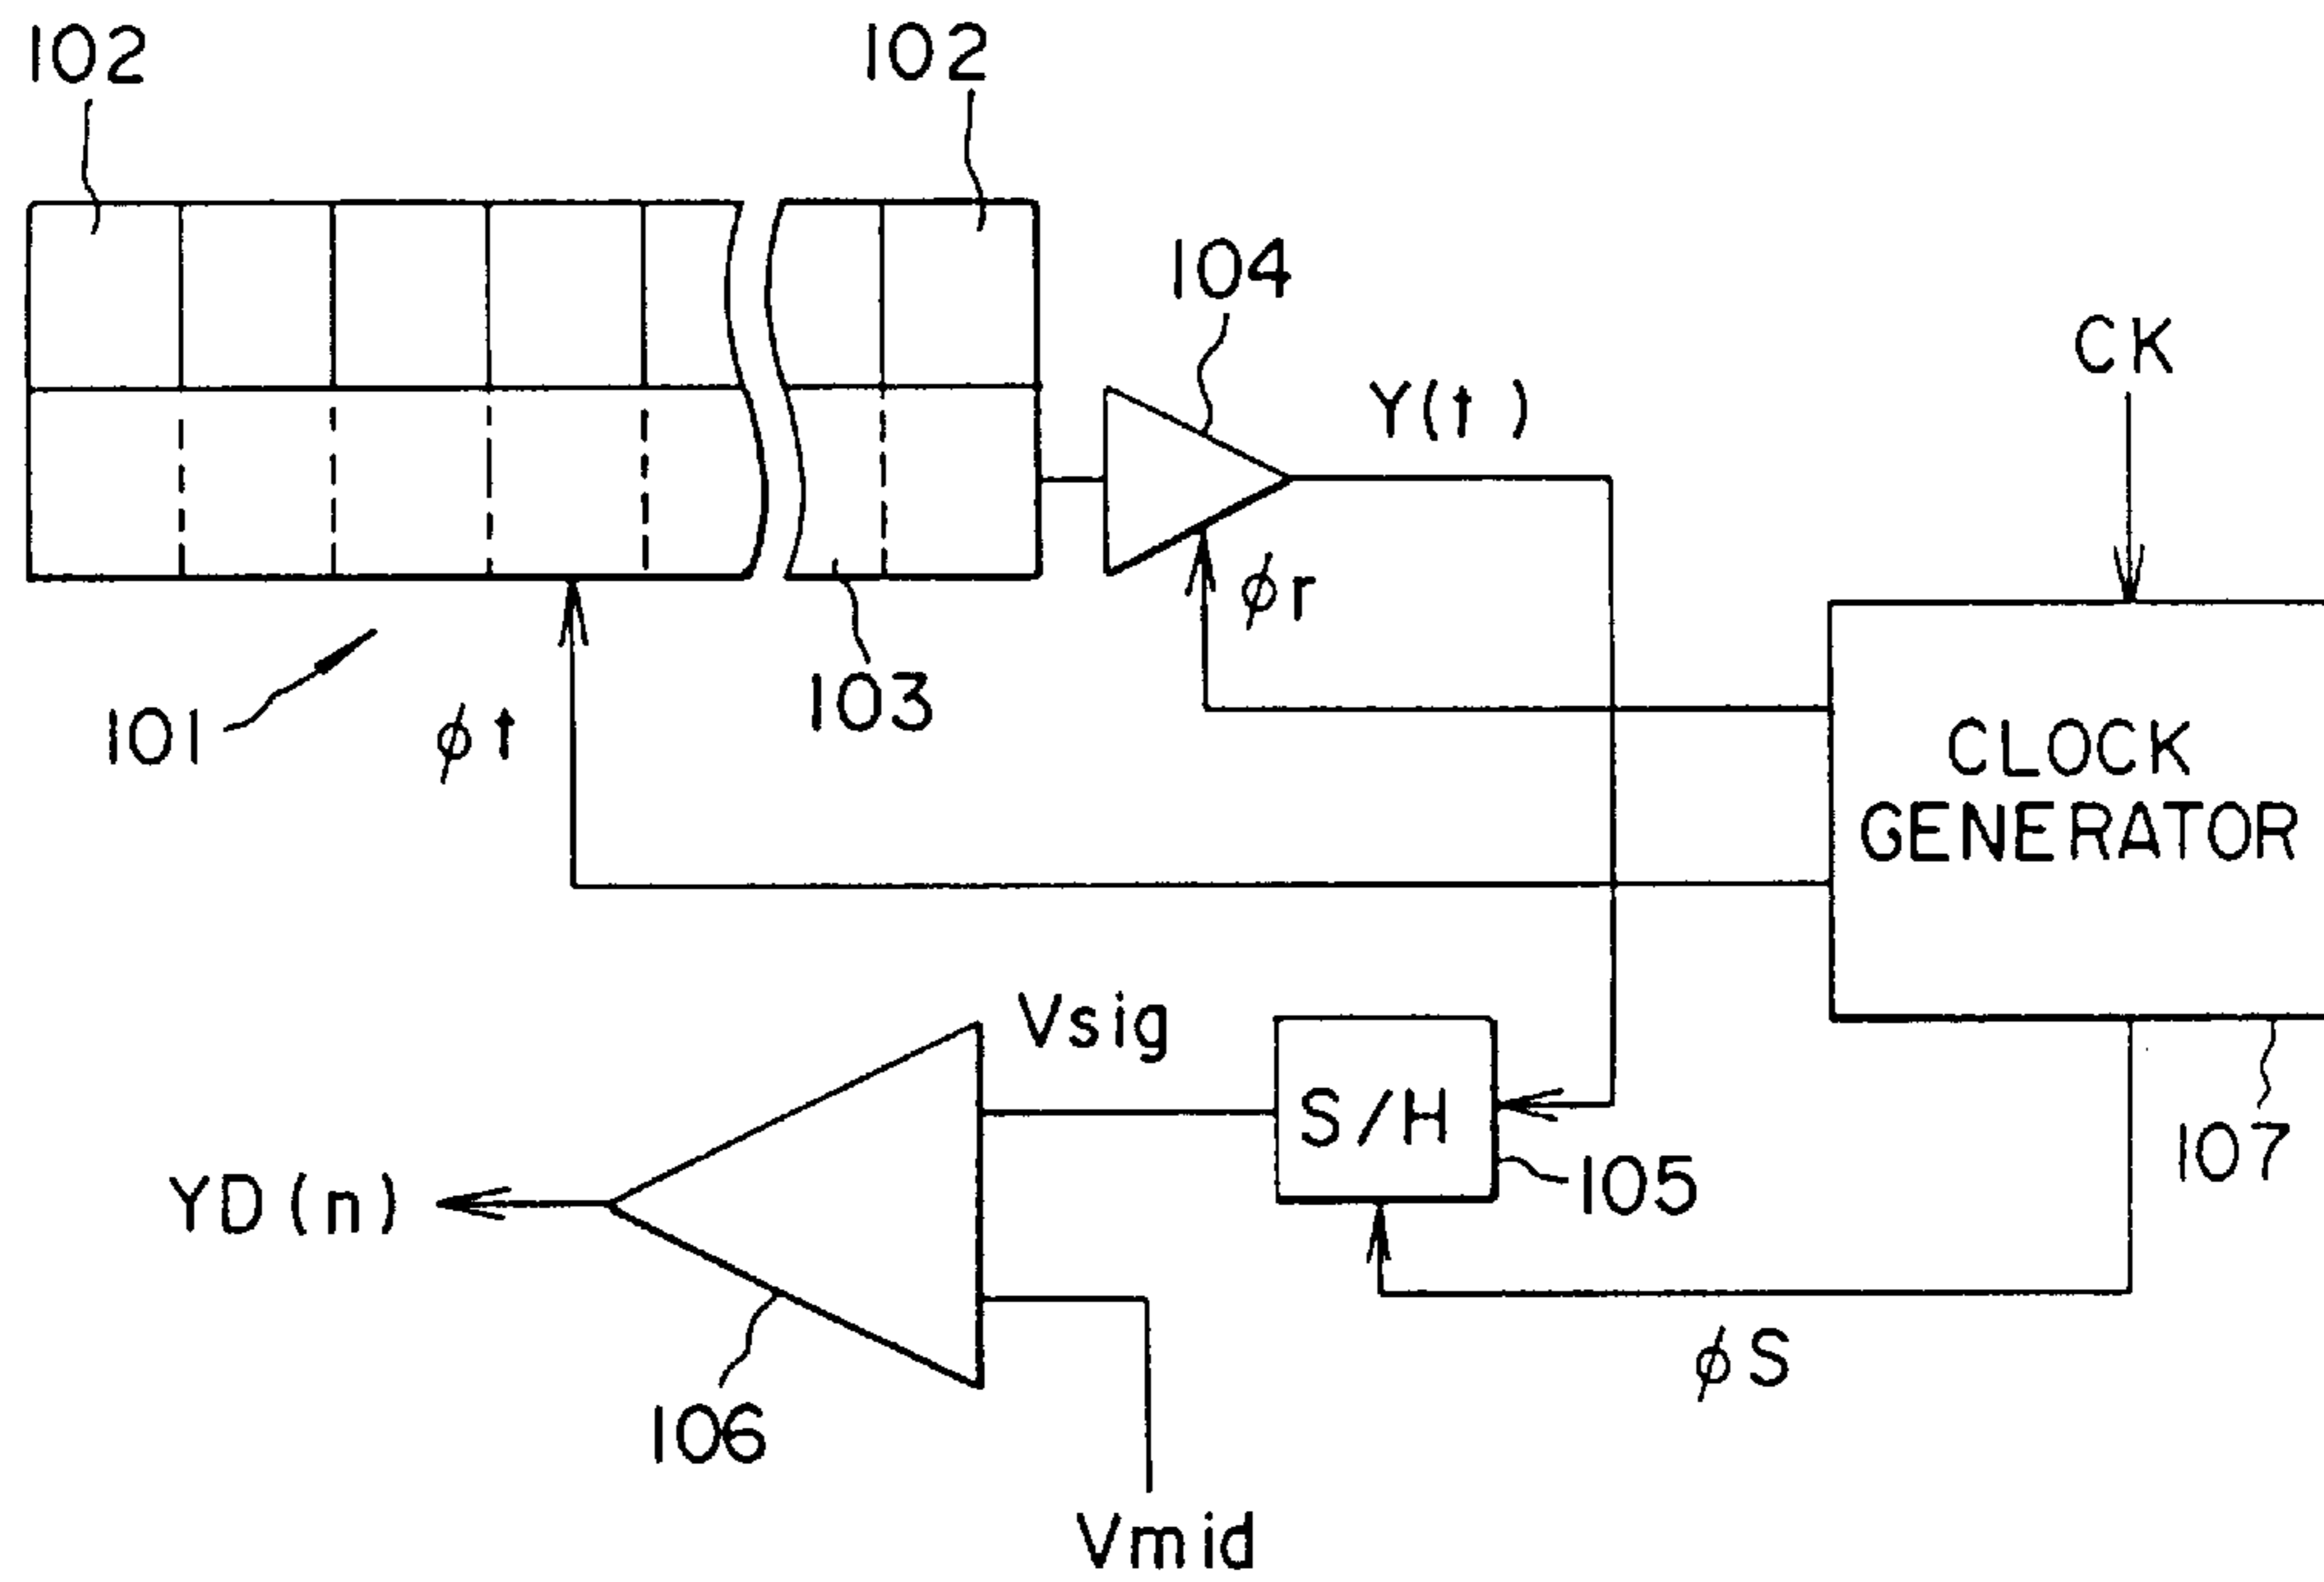 102
102
104
Y(t)
CK
φr
103
101
φt
CLOCK
GENERATOR
Vsig
S/H
YD(n)
105
107
φS
106
Vmid